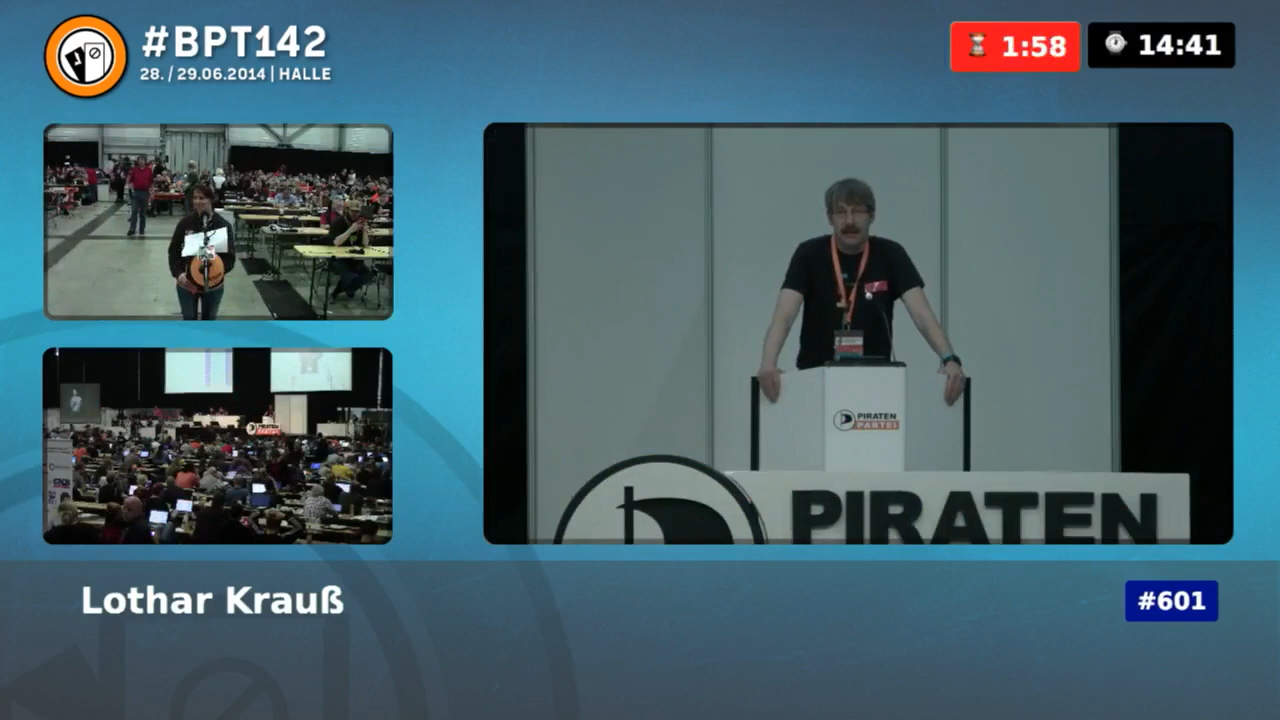 #BPT142
28. / 29.06.2014 | HALLE
1:58
14:41
PIRATEN
PARTEI
PIRATEN
Lothar Krauß
#601